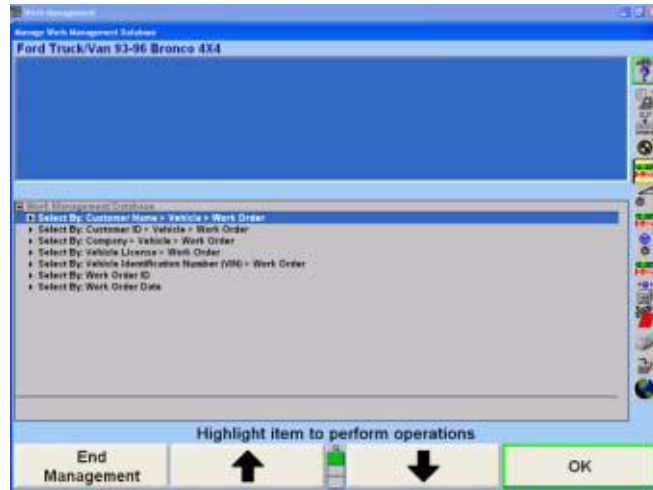 Work Management
Manage Work Management Database
Ford Truck/Van 93-96 Bronco 4X4
Work Management Database
Select By: Customer Name > Vehicle > Work Order
Select By: Customer ID > Vehicle > Work Order
Select By: Company > Vehicle > Work Order
Select By: Vehicle License > Work Order
Select By: Vehicle Identification Number (VIN) > Work Order
Select By: Work Order ID
Select By: Work Order Date
Highlight item to perform operations
End
Management
OK